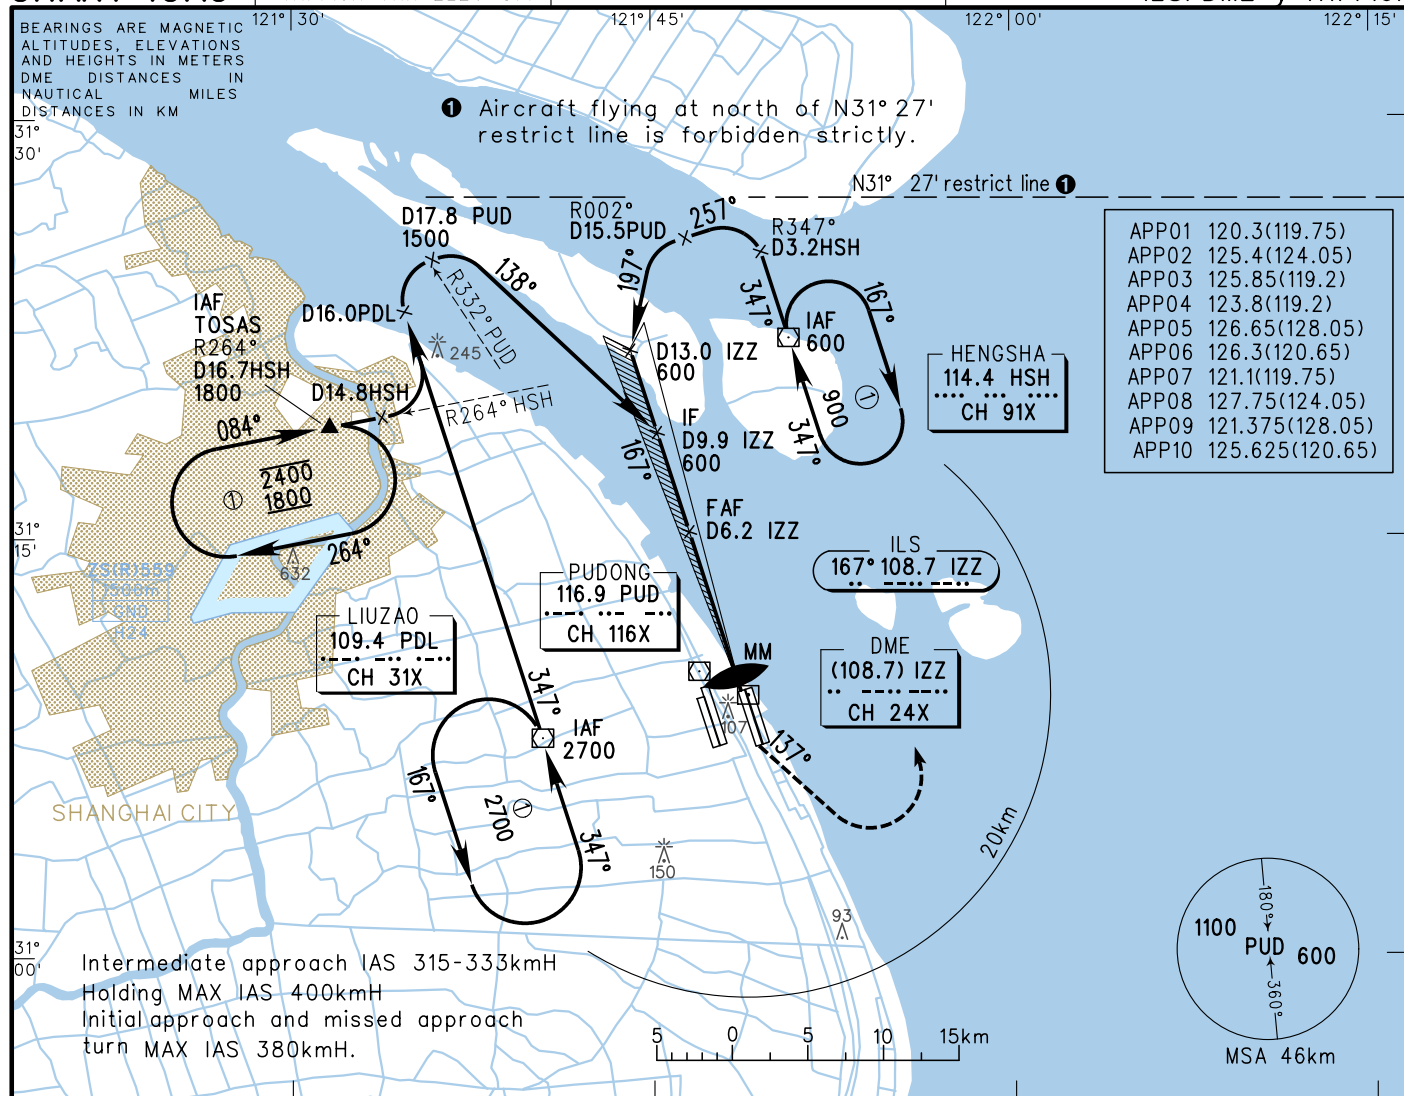 121°30'
121°45'
122°00'
122°15'
BEARINGS ARE MAGNETIC
ALTITUDES, ELEVATIONS
AND HEIGHTS IN METERS
DME DISTANCES IN
NAUTICAL MILES
DISTANCES IN KM
31°
30'
❶ Aircraft flying at north of N31°27'
restrict line is forbidden strictly.
N31° 27' restrict line ❶
D17.8 PUD
1500
R002°
D15.5PUD
257°
R347°
D3.2HSH
197°
138°
R332° PUD
347°
167°
IAF
600
APP01 120.3(119.75)
APP02 125.4(124.05)
APP03 125.85(119.2)
APP04 123.8(119.2)
APP05 126.65(128.05)
APP06 126.3(120.65)
APP07 121.1(119.75)
APP08 127.75(124.05)
APP09 121.375(128.05)
APP10 125.625(120.65)
IAF
TOSAS
R264°
D16.7HSH
1800
D16.0PDL
245
D14.8HSH
R264° HSH
D13.0 IZZ
600
HENGSHA
114.4 HSH
CH 91X
900
①
347°
084°
2400
1800
①
264°
IF
D9.9 IZZ
600
167°
FAF
D6.2 IZZ
31°
15'
632
ZS(R)559
1500m
GND
H24
ILS
167° 108.7 IZZ
PUDONG
116.9 PUD
CH 116X
LIUZAO
109.4 PDL
CH 31X
MM
DME
(108.7) IZZ
CH 24X
107
137°
347°
IAF
2700
167°
2700
①
347°
SHANGHAI CITY
150
93
20km
31°
00'
Intermediate approach IAS 315-333kmH
Holding MAX IAS 400kmH
Initial approach and missed approach
turn MAX IAS 380kmH.
5 0 5 10 15km
180°
1100
PUD
600
360°
MSA 46km